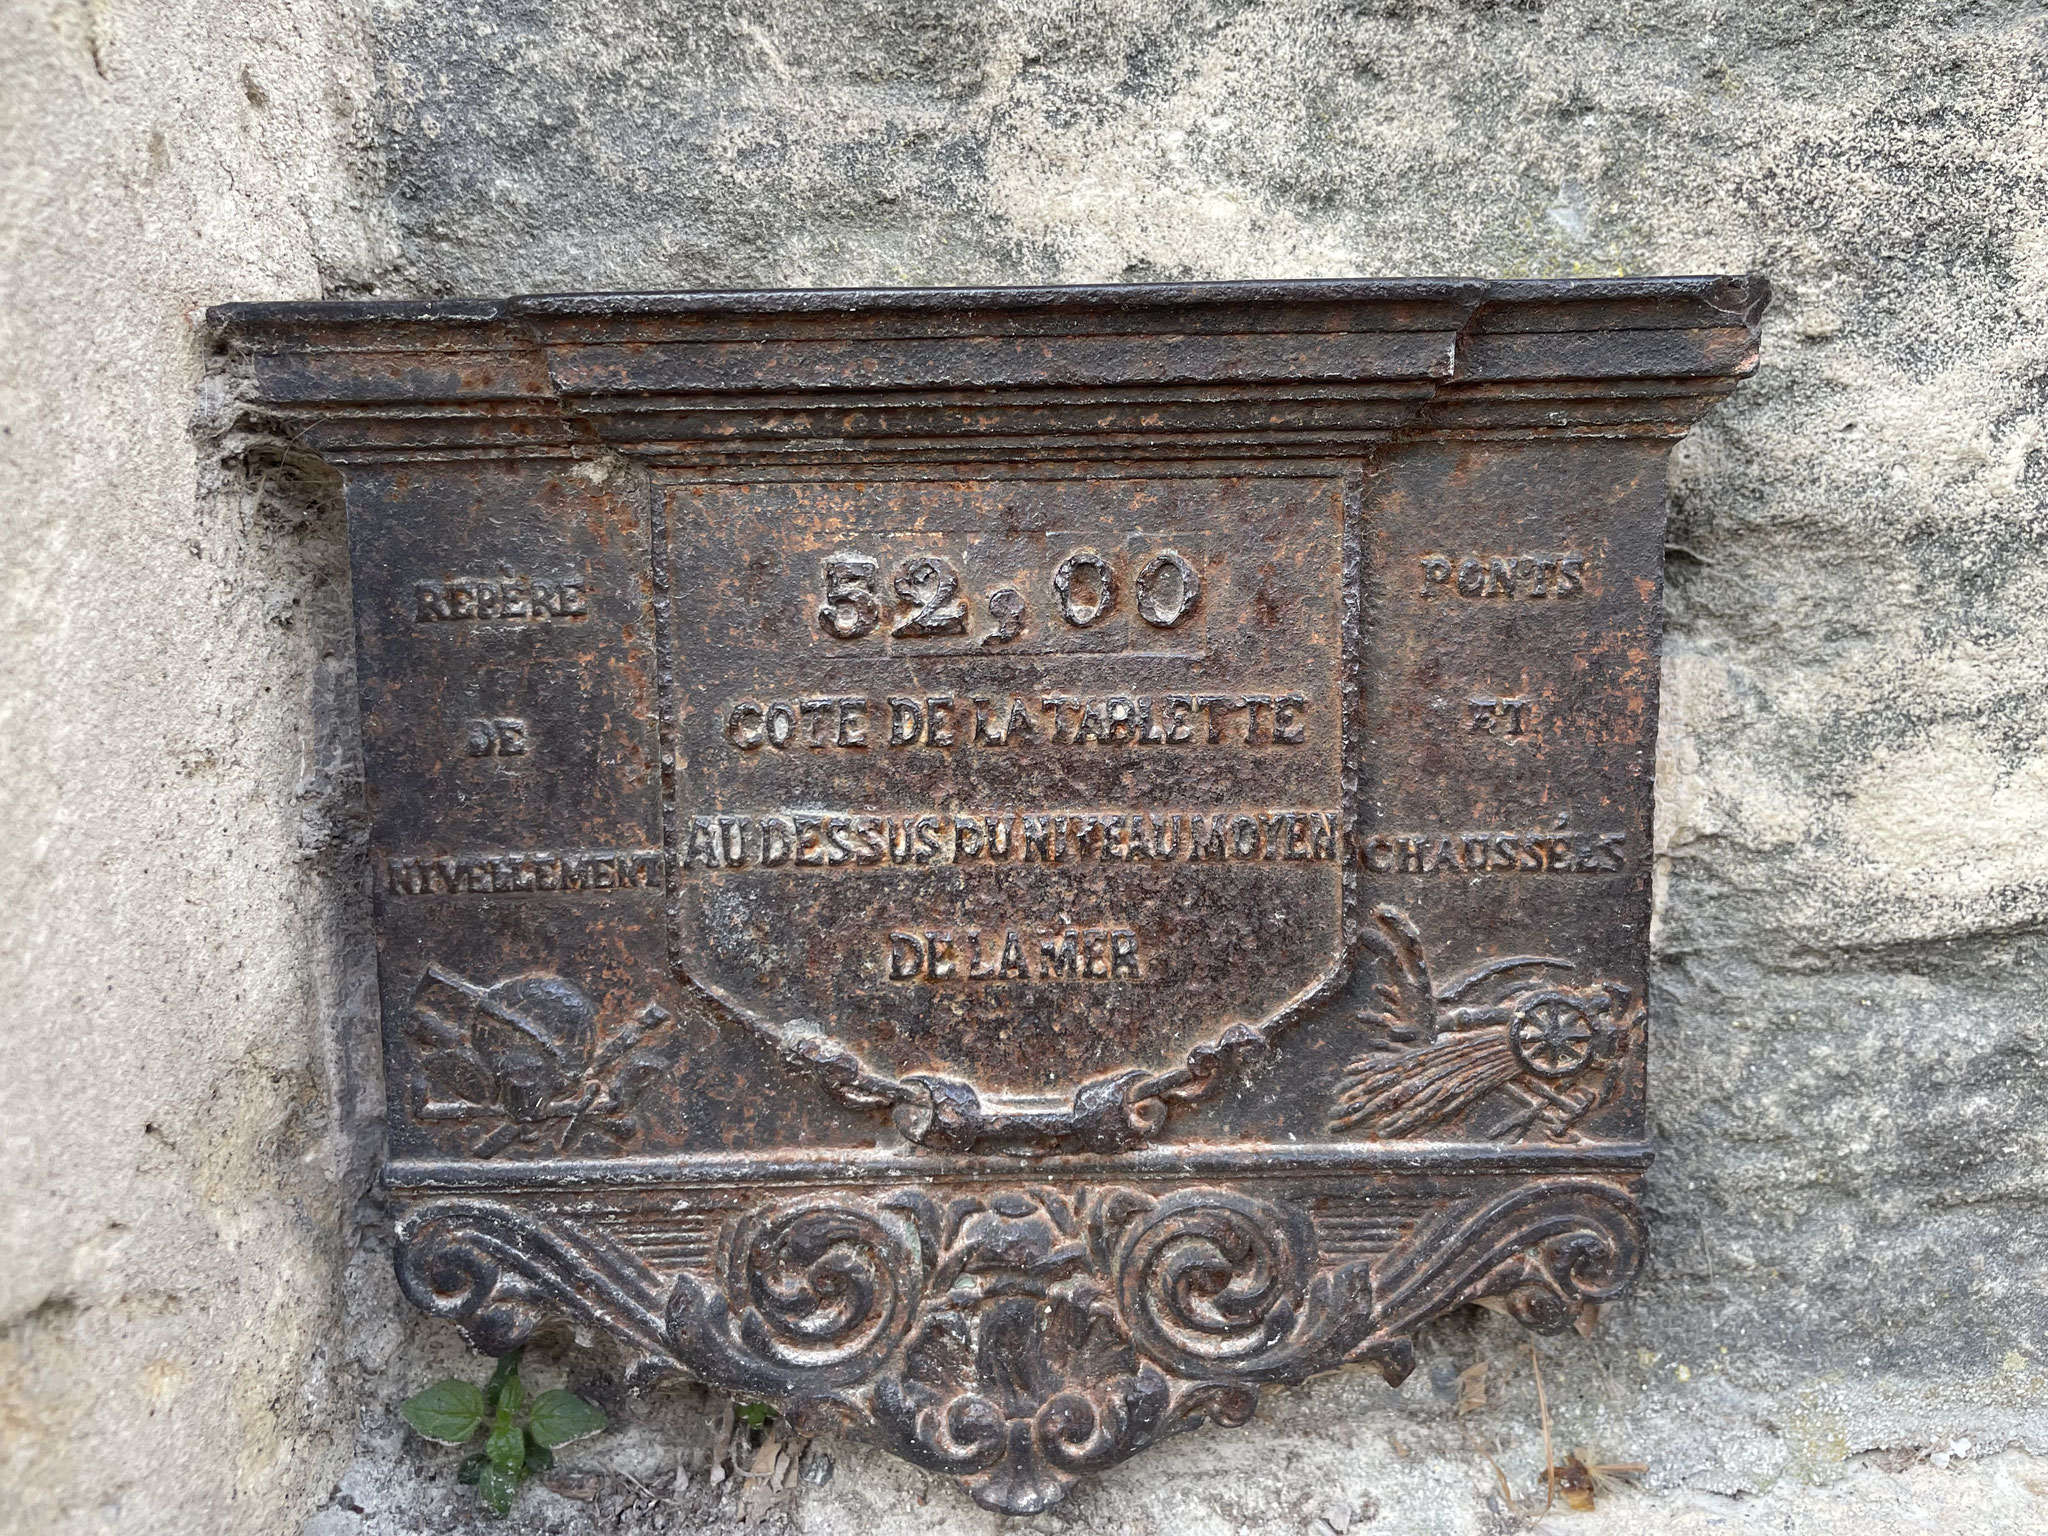 REPÈRE
DE
NIVELLEMENT
52,00
COTE DE LA TABLETTE
AU DESSUS DU NIVEAU MOYEN
DE LA MER
PONTS
ET
CHAUSSÉES